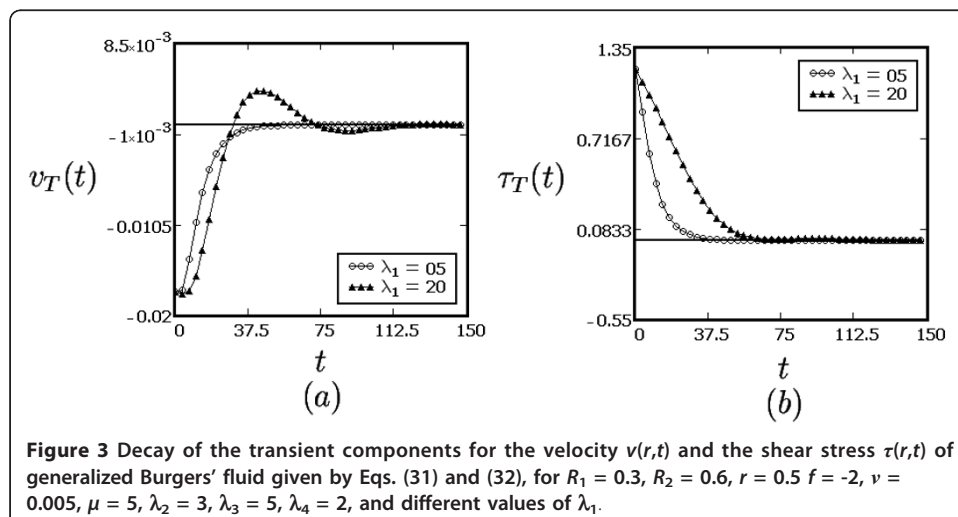 8.5×10⁻³
-1×10⁻³
-0.0105
-0.02
v_T(t)
λ₁ = 05
λ₁ = 20
0 37.5 75 112.5 150
t
(a)
1.35
0.7167
0.0833
-0.55
τ_T(t)
λ₁ = 05
λ₁ = 20
0 37.5 75 112.5 150
t
(b)
Figure 3 Decay of the transient components for the velocity v(r,t) and the shear stress τ(r,t) of
generalized Burgers' fluid given by Eqs. (31) and (32), for R₁ = 0.3, R₂ = 0.6, r = 0.5 f = -2, ν =
0.005, μ = 5, λ₂ = 3, λ₃ = 5, λ₄ = 2, and different values of λ₁.